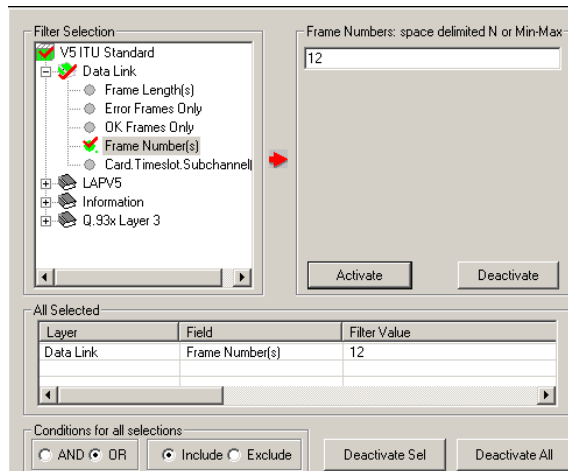 Filter Selection
V5 ITU Standard
Data Link
Frame Length(s)
Error Frames Only
OK Frames Only
Frame Number(s)
Card.Timeslot.Subchannel
LAPV5
Information
Q.93x Layer 3
Frame Numbers: space delimited N or Min-Max
12
Activate Deactivate
All Selected
Layer Field Filter Value
Data Link Frame Number(s) 12
Conditions for all selections
AND OR Include Exclude Deactivate Sel Deactivate All